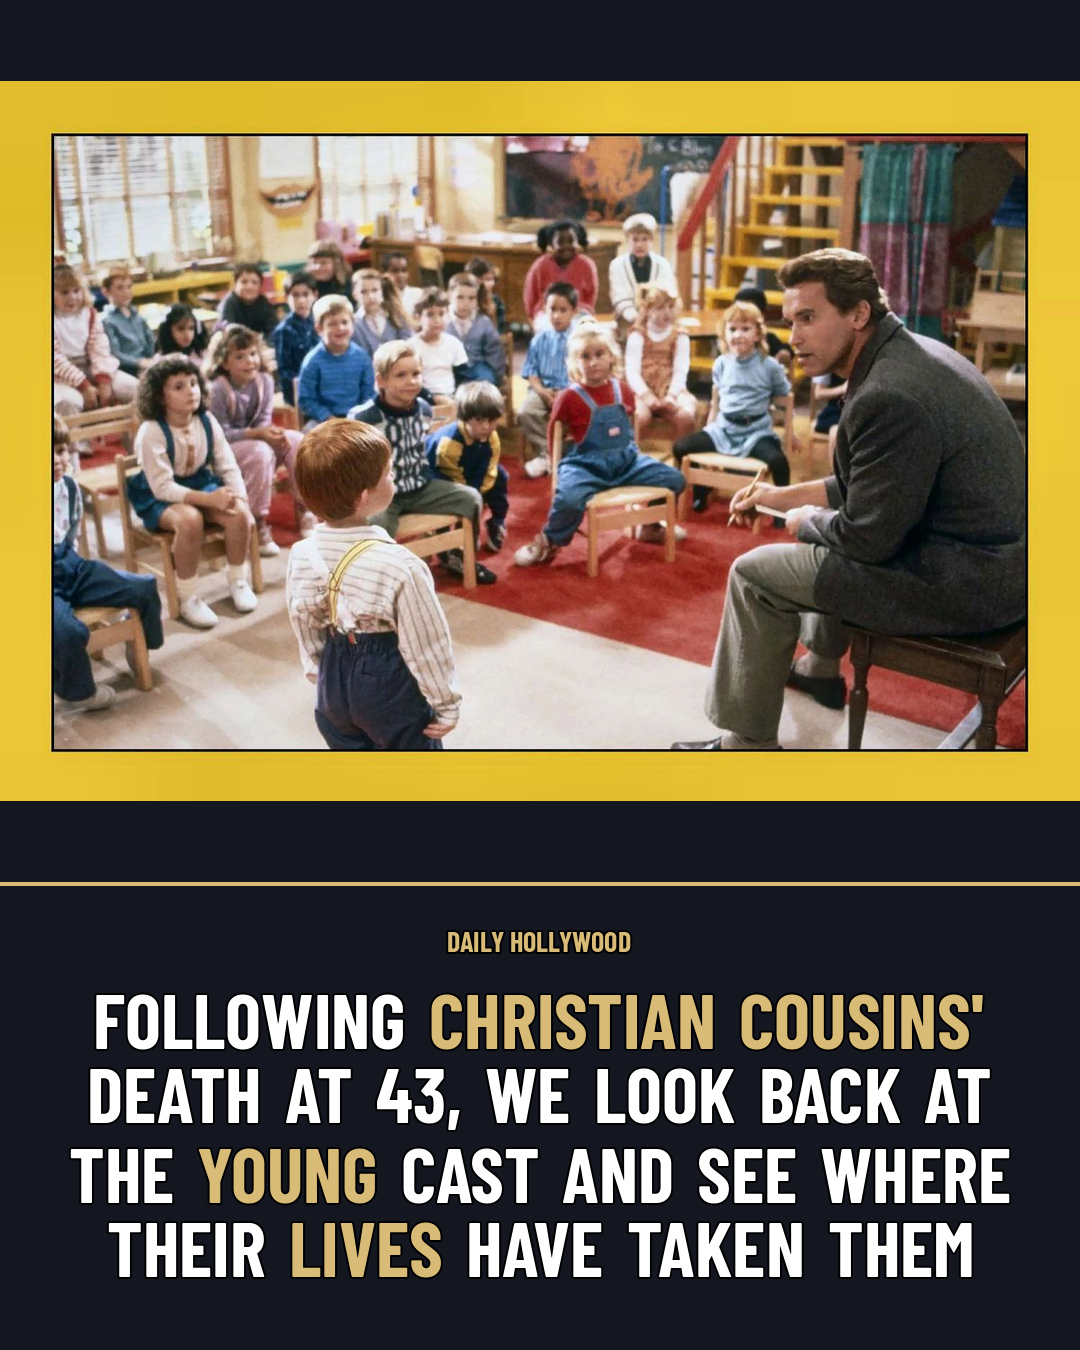 DAILY HOLLYWOOD
FOLLOWING CHRISTIAN COUSINS'
DEATH AT 43, WE LOOK BACK AT
THE YOUNG CAST AND SEE WHERE
THEIR LIVES HAVE TAKEN THEM